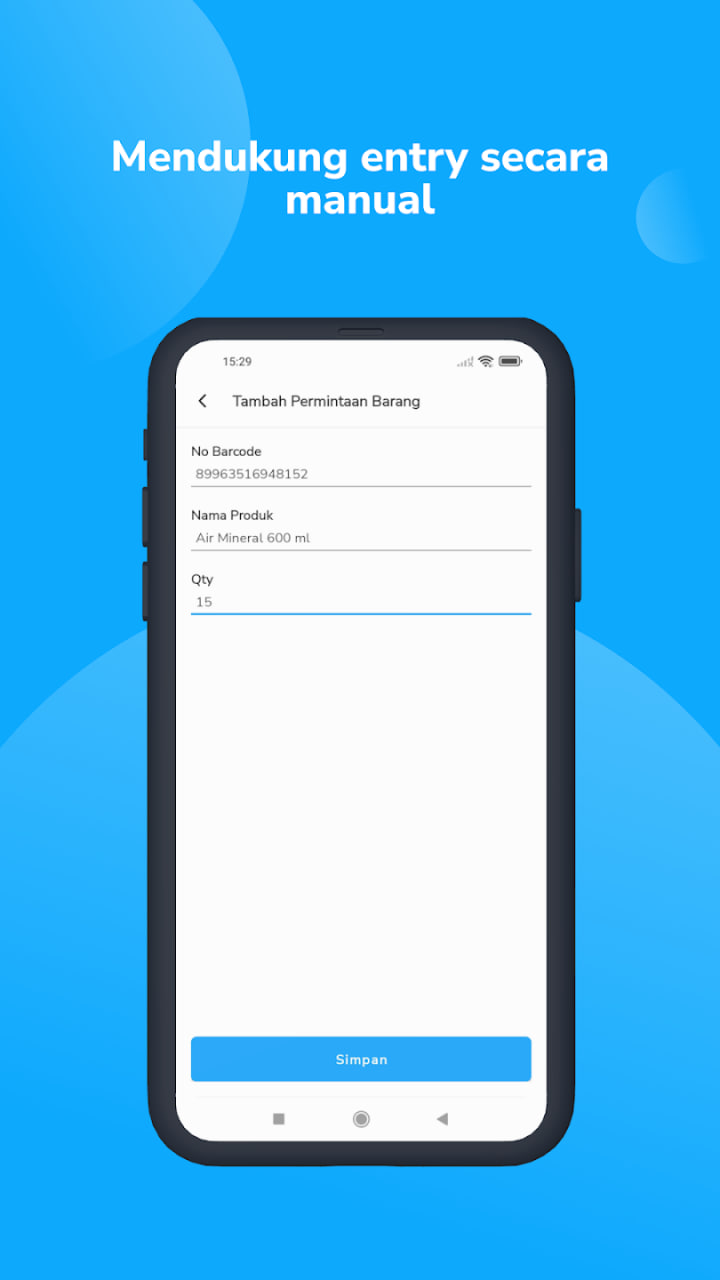 Mendukung entry secara
manual
15:29
Tambah Permintaan Barang
No Barcode
89963516948152
Nama Produk
Air Mineral 600 ml
Qty
15
Simpan